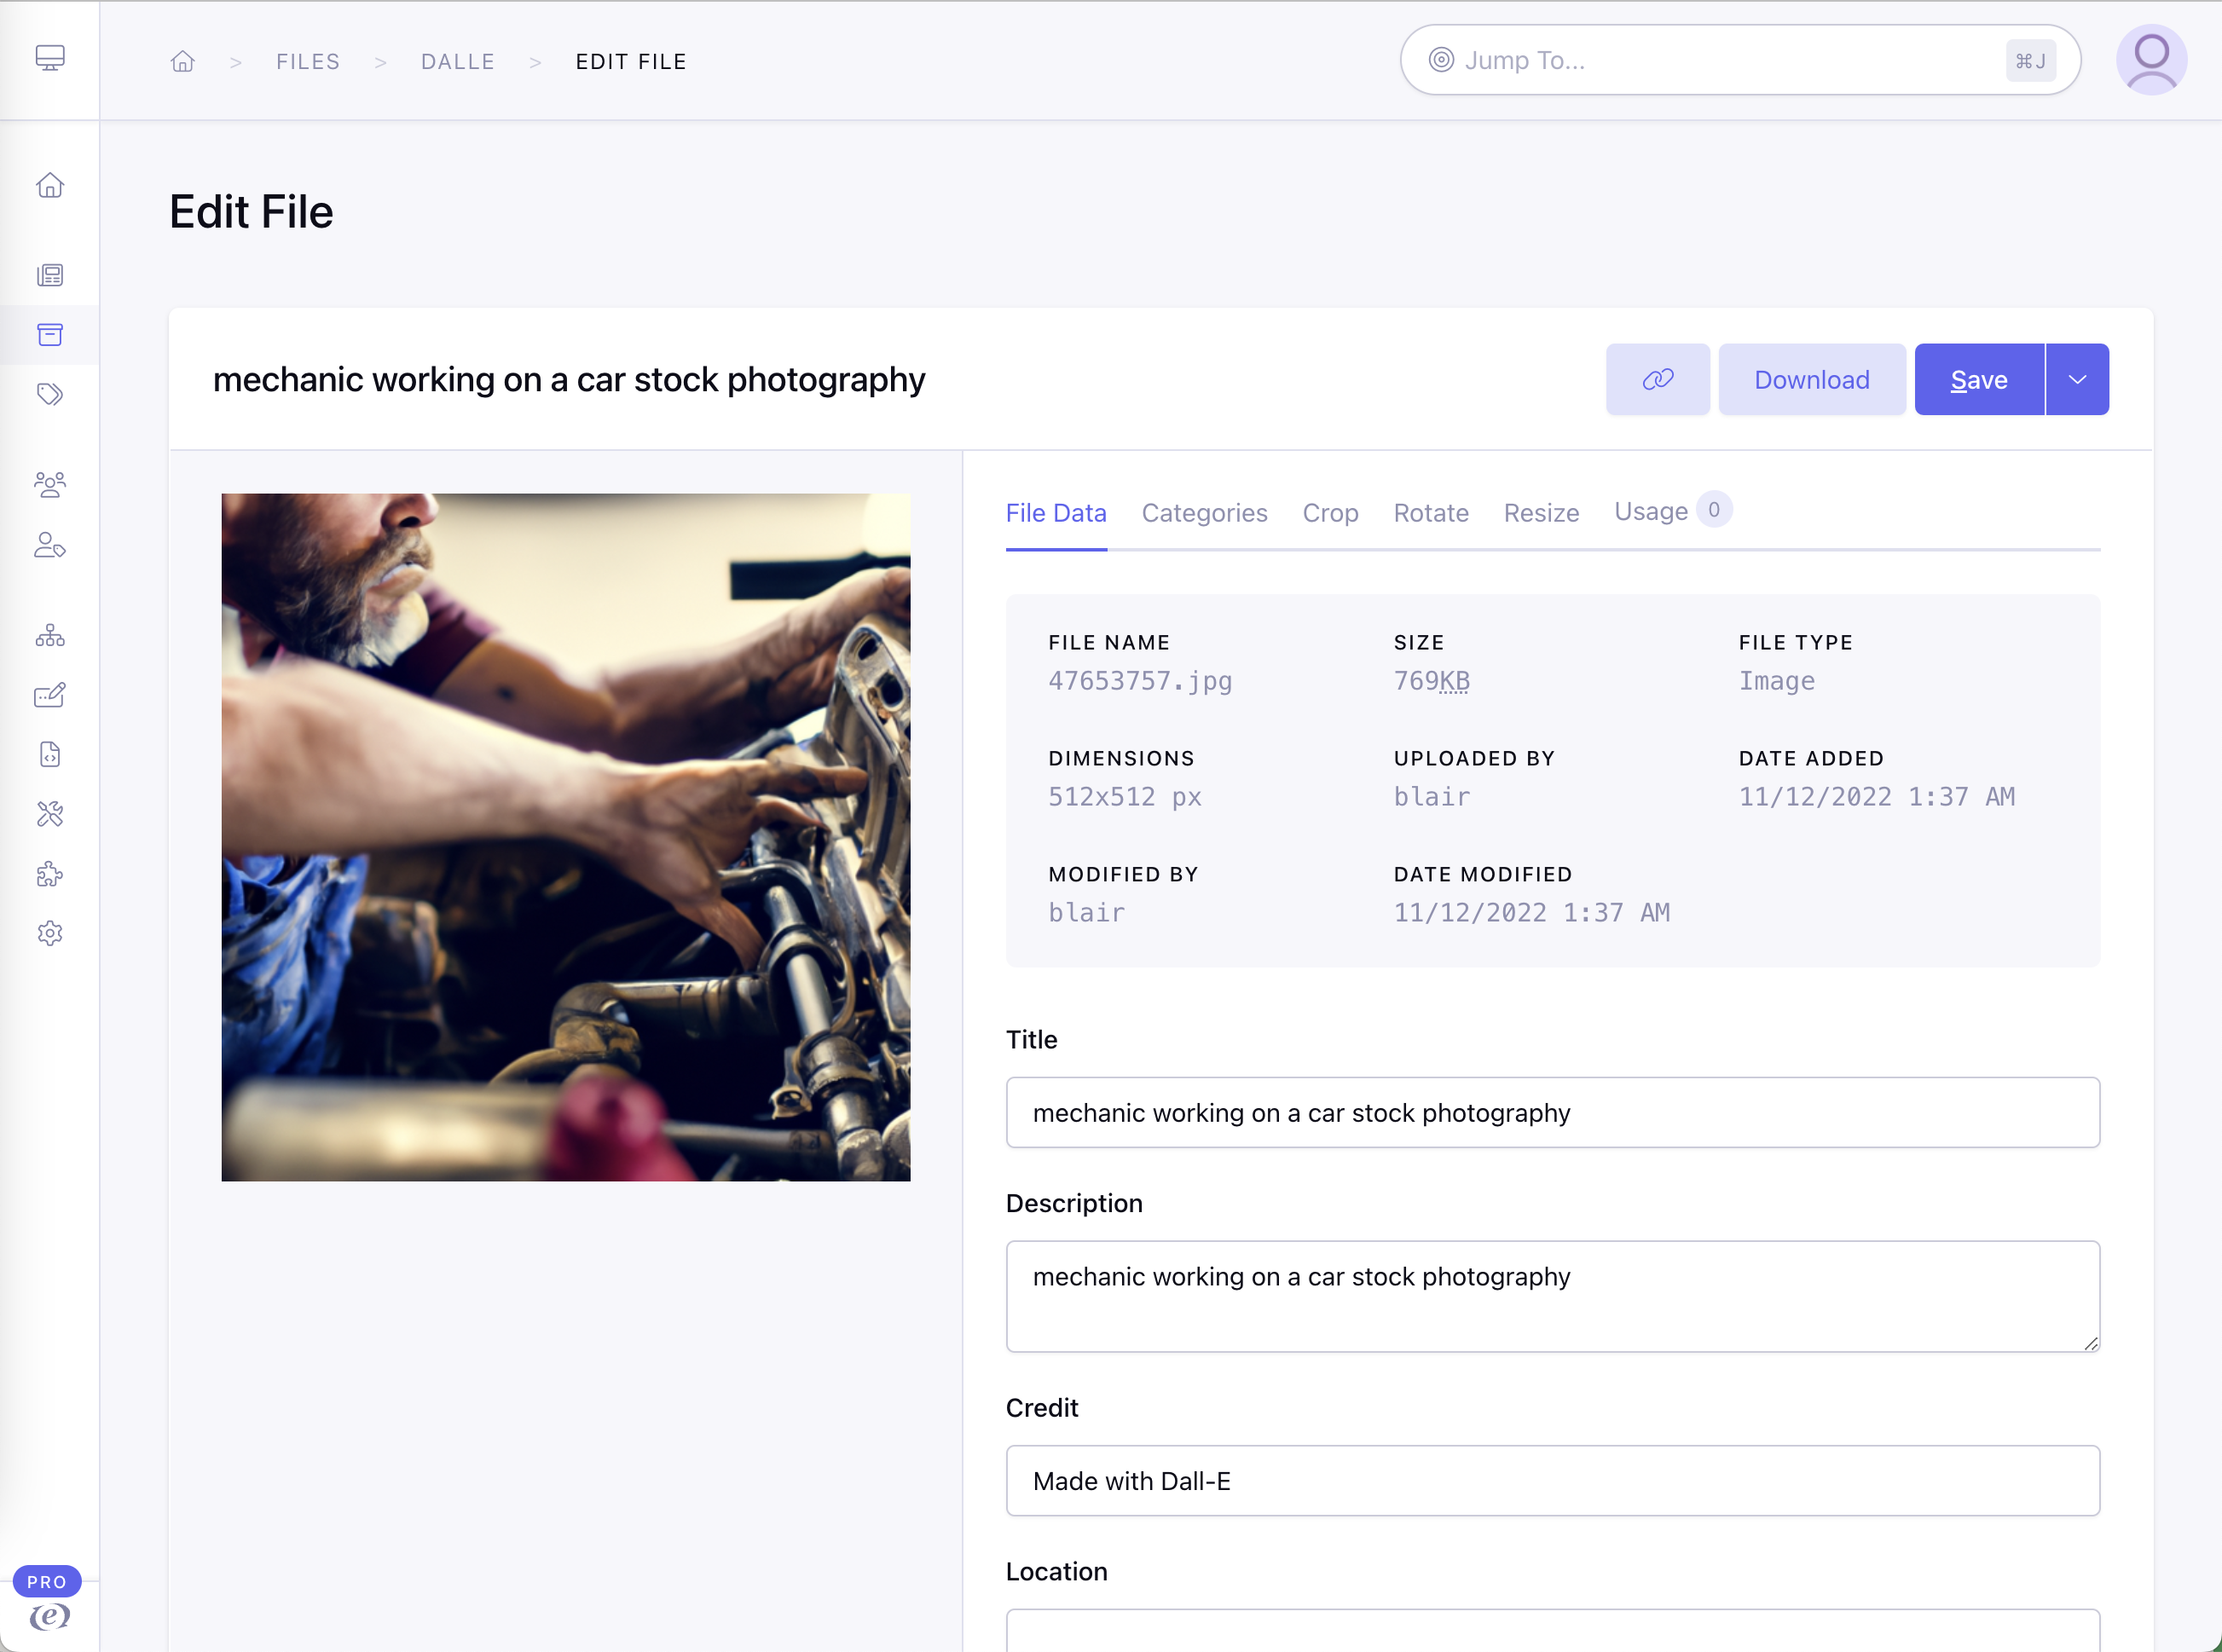 > FILES > DALLE > EDIT FILE
Jump To...
⌘J
Edit File
mechanic working on a car stock photography
Download
Save
File Data
Categories
Crop
Rotate
Resize
Usage 0
FILE NAME
47653757.jpg
SIZE
769KB
FILE TYPE
Image
DIMENSIONS
512x512 px
UPLOADED BY
blair
DATE ADDED
11/12/2022 1:37 AM
MODIFIED BY
blair
DATE MODIFIED
11/12/2022 1:37 AM
Title
mechanic working on a car stock photography
Description
mechanic working on a car stock photography
Credit
Made with Dall-E
Location
PRO
e